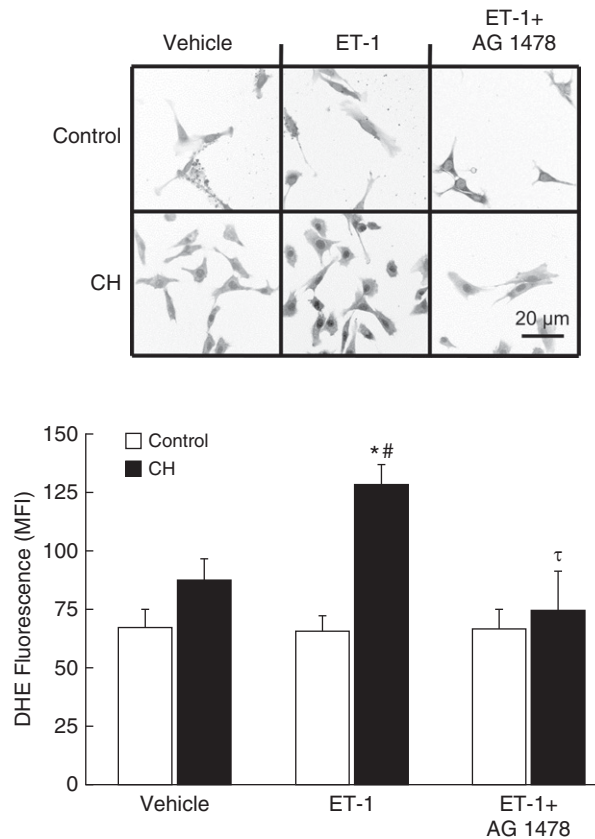 Vehicle
ET-1
ET-1+
AG 1478
Control
CH
20 µm
150
125
100
75
50
25
0
DHE Fluorescence (MFI)
Control
CH
*#
τ
Vehicle
ET-1
ET-1+
AG 1478